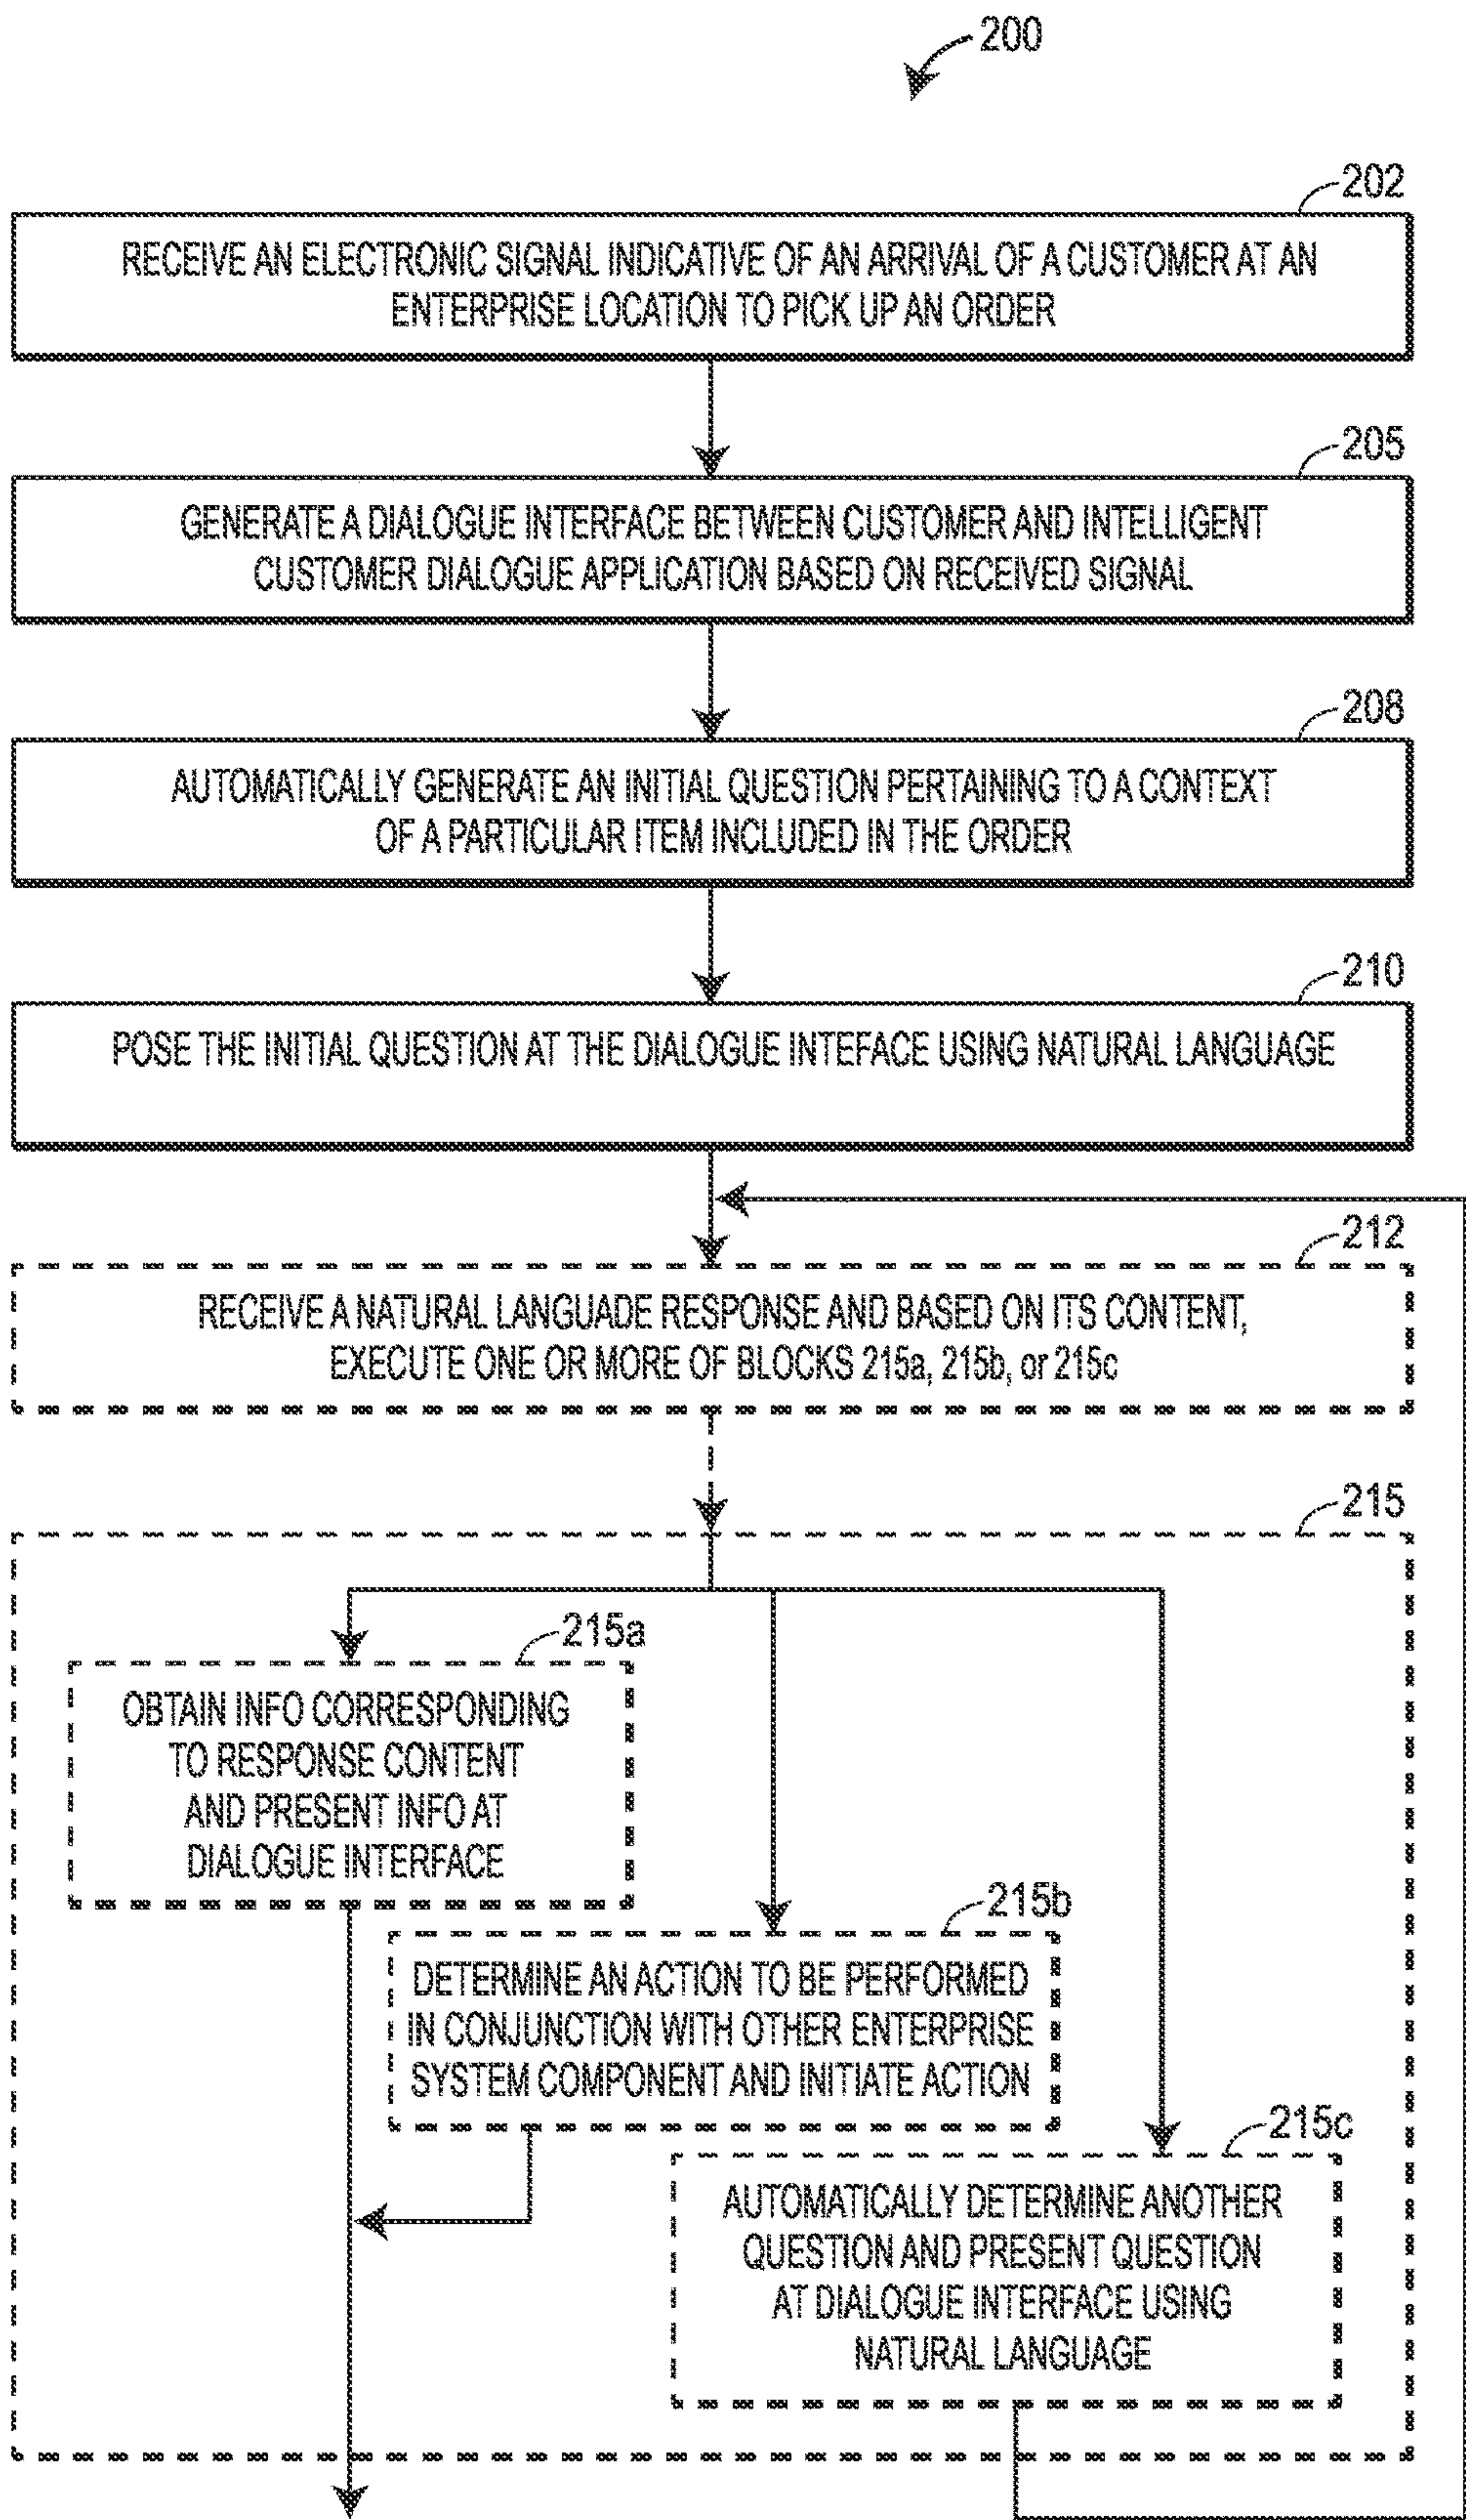 200
202
RECEIVE AN ELECTRONIC SIGNAL INDICATIVE OF AN ARRIVAL OF A CUSTOMER AT AN
ENTERPRISE LOCATION TO PICK UP AN ORDER
205
GENERATE A DIALOGUE INTERFACE BETWEEN CUSTOMER AND INTELLIGENT
CUSTOMER DIALOGUE APPLICATION BASED ON RECEIVED SIGNAL
208
AUTOMATICALLY GENERATE AN INITIAL QUESTION PERTAINING TO A CONTEXT
OF A PARTICULAR ITEM INCLUDED IN THE ORDER
210
POSE THE INITIAL QUESTION AT THE DIALOGUE INTEFACE USING NATURAL LANGUAGE
212
RECEIVE A NATURAL LANGUADE RESPONSE AND BASED ON ITS CONTENT,
EXECUTE ONE OR MORE OF BLOCKS 215a, 215b, or 215c
215
215a
OBTAIN INFO CORRESPONDING
TO RESPONSE CONTENT
AND PRESENT INFO AT
DIALOGUE INTERFACE
215b
DETERMINE AN ACTION TO BE PERFORMED
IN CONJUNCTION WITH OTHER ENTERPRISE
SYSTEM COMPONENT AND INITIATE ACTION
215c
AUTOMATICALLY DETERMINE ANOTHER
QUESTION AND PRESENT QUESTION
AT DIALOGUE INTERFACE USING
NATURAL LANGUAGE